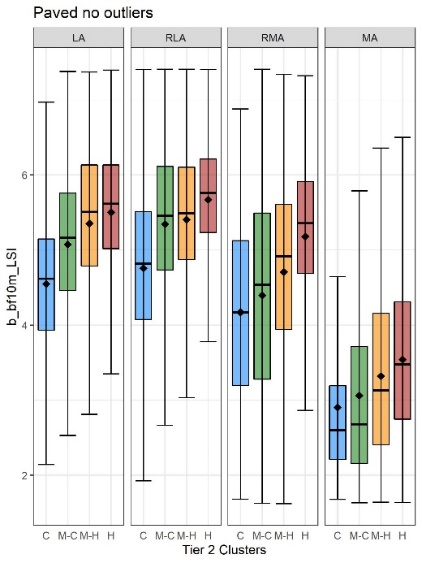 Paved no outliers
LA RLA RMA MA
6
4
2
b_bf10m_LSI
C M-C M-H H C M-C M-H H C M-C M-H H C M-C M-H H
Tier 2 Clusters